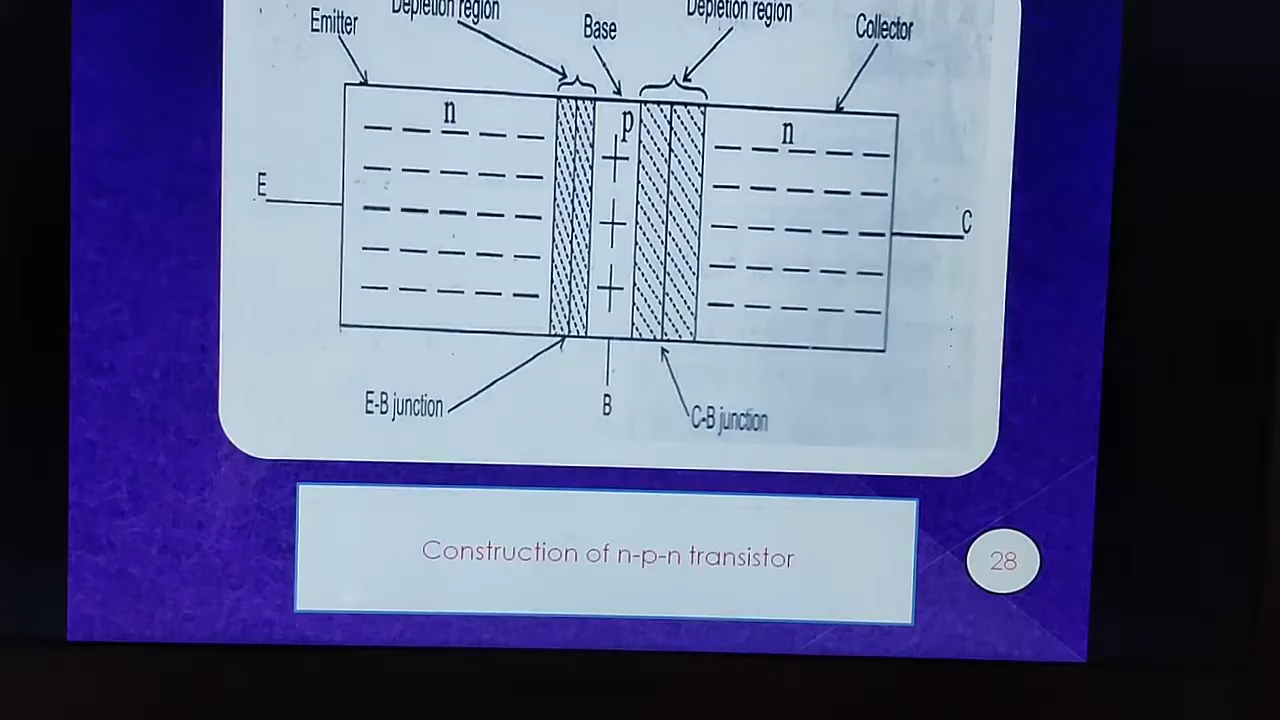 Depletion region
Depletion region
Emitter
Base
Collector
n
p
n
+
+
+
E
C
E-B junction
B
C-B junction
Construction of n-p-n transistor
28